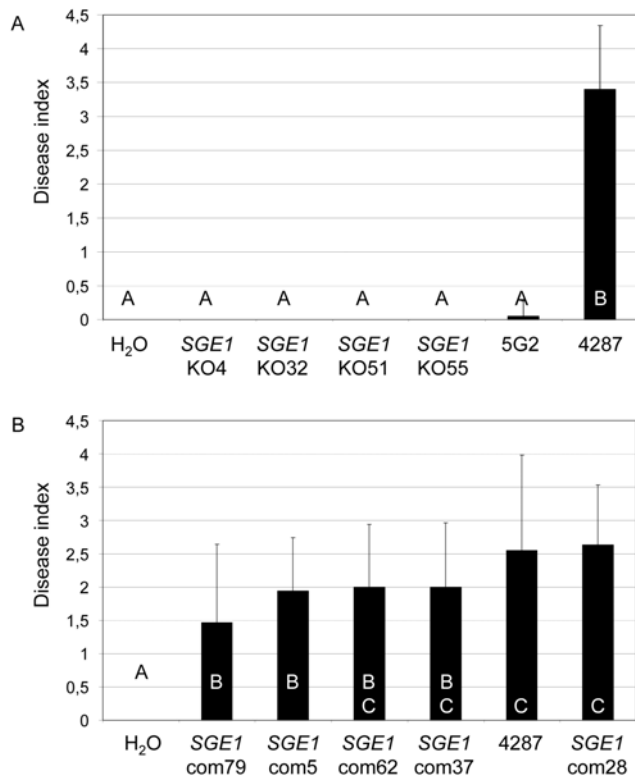 A
Disease index
4,5
4
3,5
3
2,5
2
1,5
1
0,5
0
A A A A A A B
H₂O SGE1 SGE1 SGE1 SGE1 5G2 4287
KO4 KO32 KO51 KO55
B
Disease index
4,5
4
3,5
3
2,5
2
1,5
1
0,5
0
A B B B B
C C C C
H₂O SGE1 SGE1 SGE1 SGE1 4287 SGE1
com79 com5 com62 com37 com28